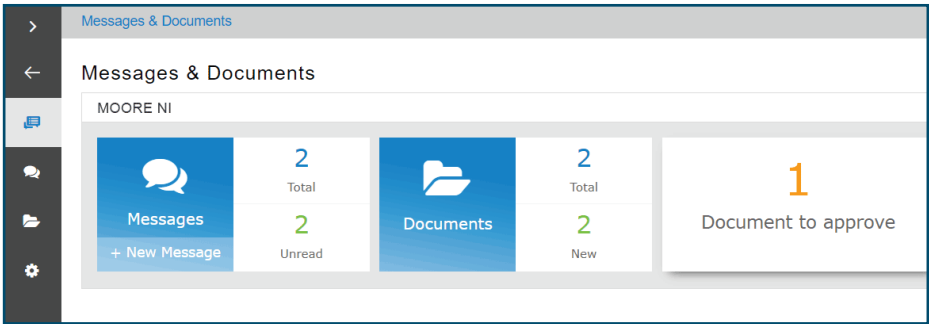 Messages & Documents
Messages & Documents
MOORE NI
Messages
+ New Message
2
Total
2
Unread
Documents
2
Total
2
New
1
Document to approve